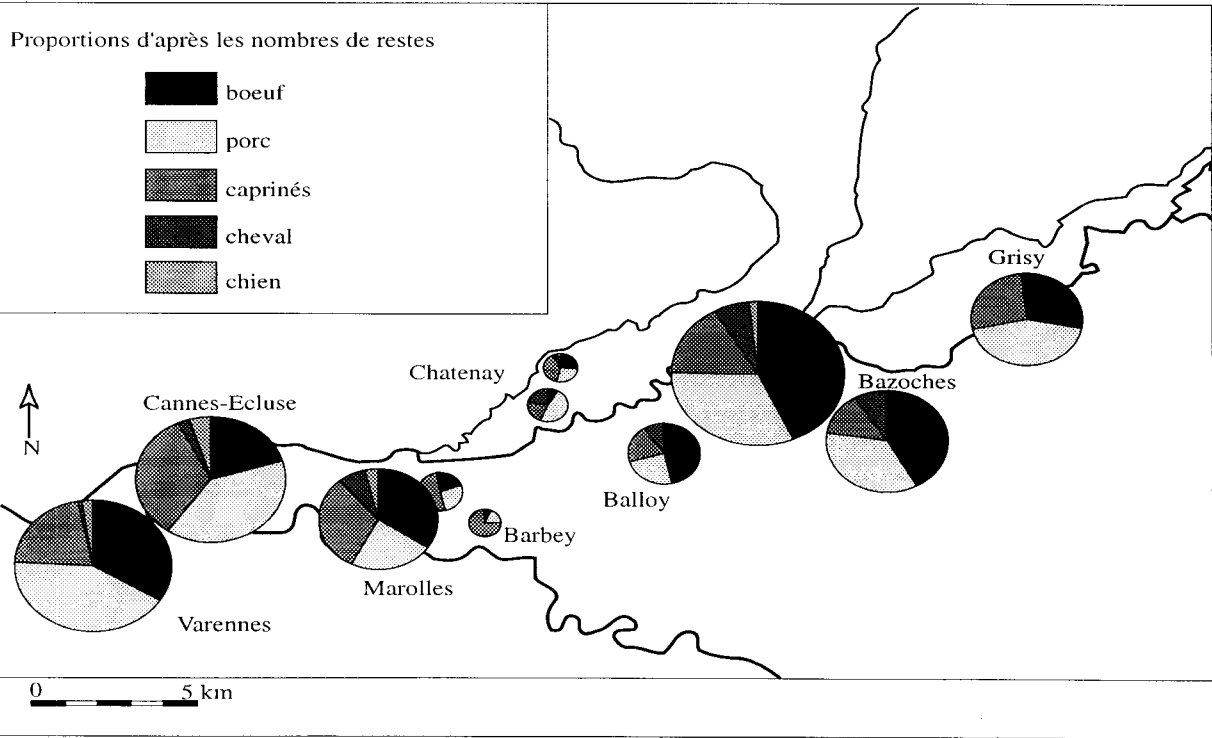 Proportions d'après les nombres de restes
boeuf
porc
caprinés
cheval
chien
Grisy
Chatenay
Bazoches
Cannes-Ecluse
N
Balloy
Barbey
Marolles
Varennes
0 5 km